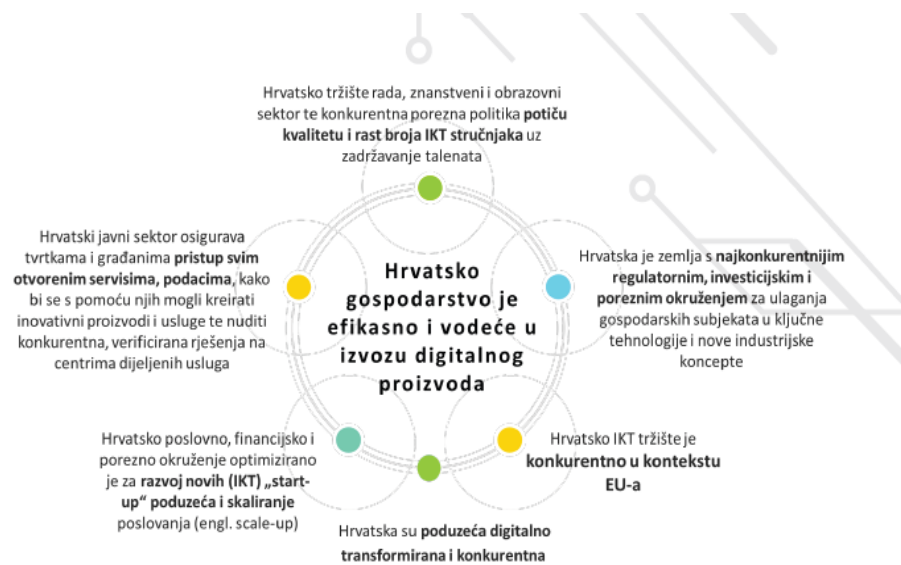 Hrvatsko tržište rada, znanstveni i obrazovni
sektor te konkurentna porezna politika potiču
kvalitetu i rast broja IKT stručnjaka uz
zadržavanje talenata
Hrvatski javni sektor osigurava
tvrtkama i građanima pristup svim
otvorenim servisima, podacima, kako
bi se s pomoću njih mogli kreirati
inovativni proizvodi i usluge te nuditi
konkurentna, verificirana rješenja na
centrima dijeljenih usluga
Hrvatsko
gospodarstvo je
efikasno i vodeće u
izvozu digitalnog
proizvoda
Hrvatska je zemlja s najkonkurentnijim
regulatornim, investicijskim i
poreznim okruženjem za ulaganja
gospodarskih subjekata u ključne
tehnologije i nove industrijske
koncepte
Hrvatsko poslovno, financijsko i
porezno okruženje optimizirano
je za razvoj novih (IKT) „start-
up“ poduzeća i skaliranje
poslovanja (engl. scale-up)
Hrvatsko IKT tržište je
konkurentno u kontekstu
EU-a
Hrvatska su poduzeća digitalno
transformirana i konkurentna